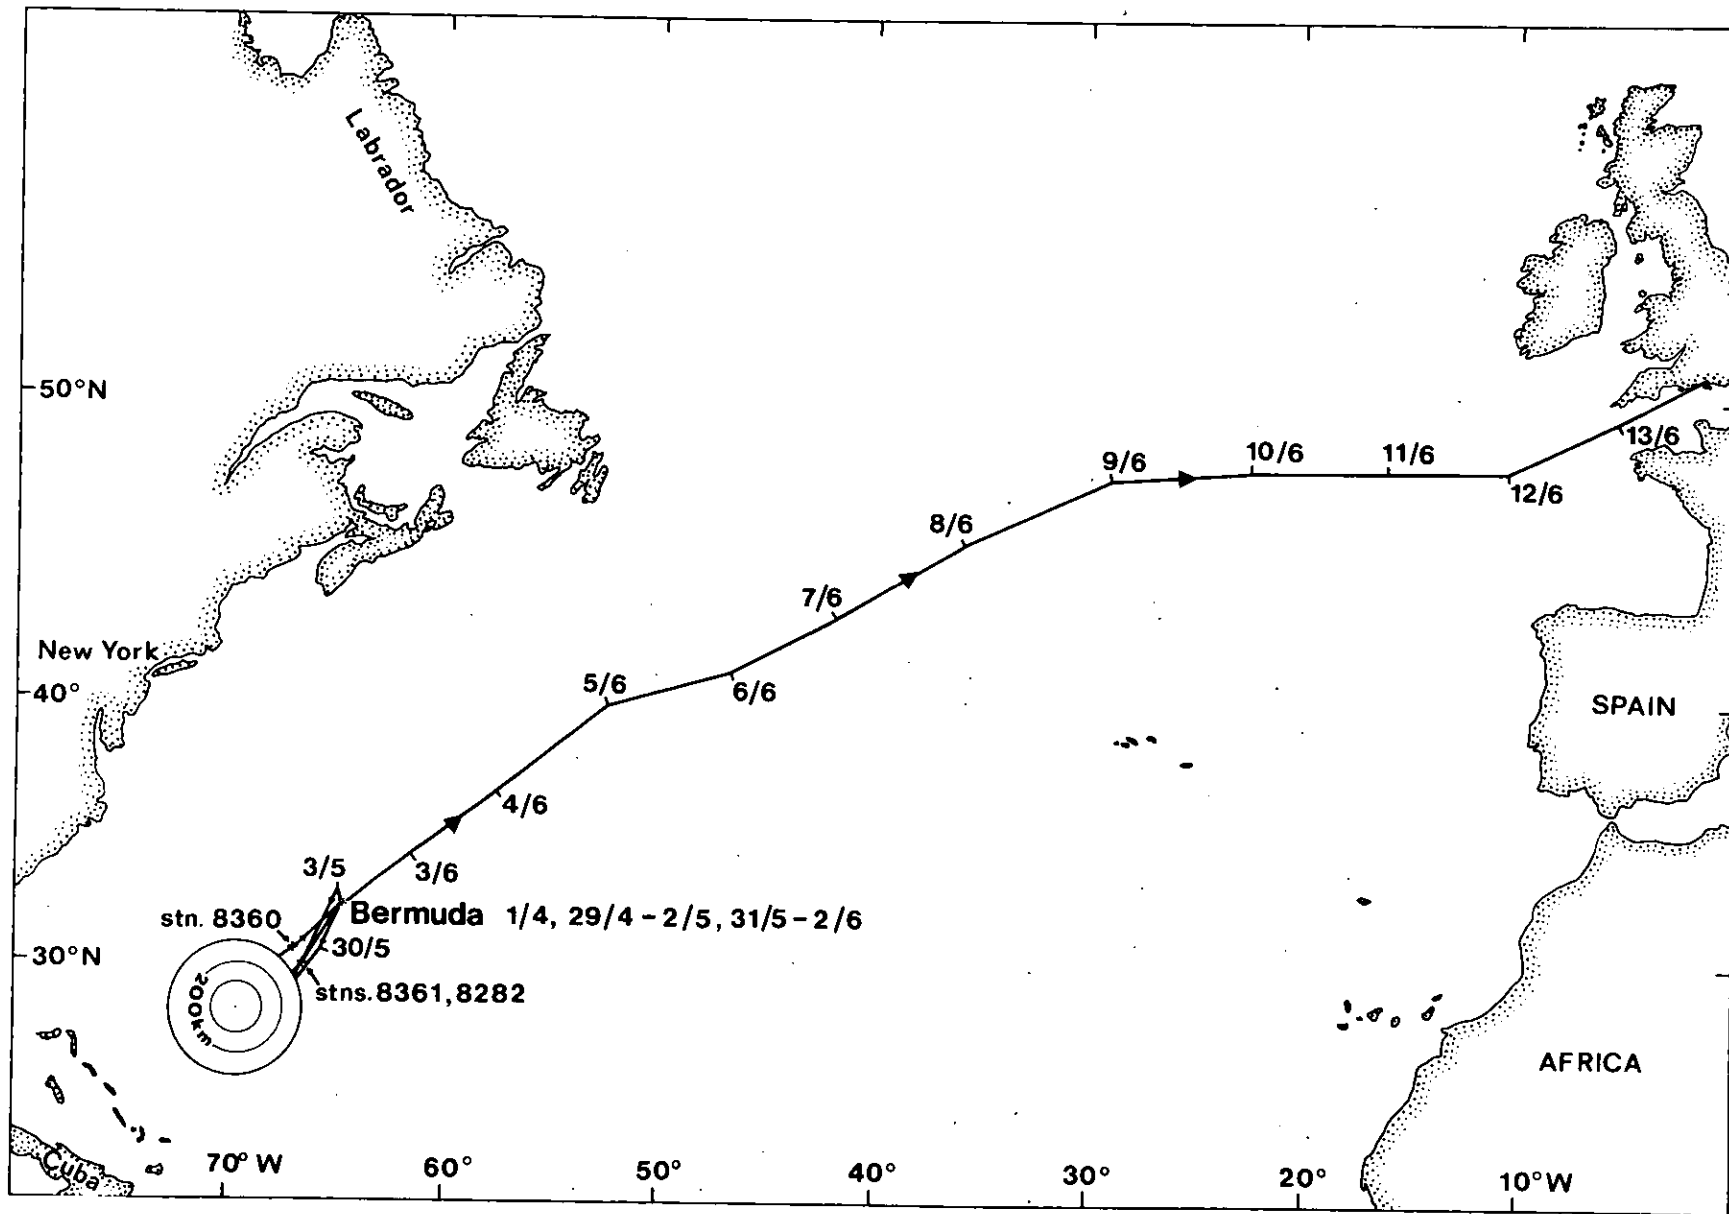 Labrador
50°N
9/6
10/6
11/6
13/6
12/6
8/6
7/6
New York
40°
5/6
6/6
SPAIN
4/6
3/5
3/6
stn. 8360
Bermuda 1/4, 29/4 – 2/5, 31/5 – 2/6
30/5
30°N
stns. 8361, 8282
200km
AFRICA
Cuba
70°W
60°
50°
40°
30°
20°
10°W